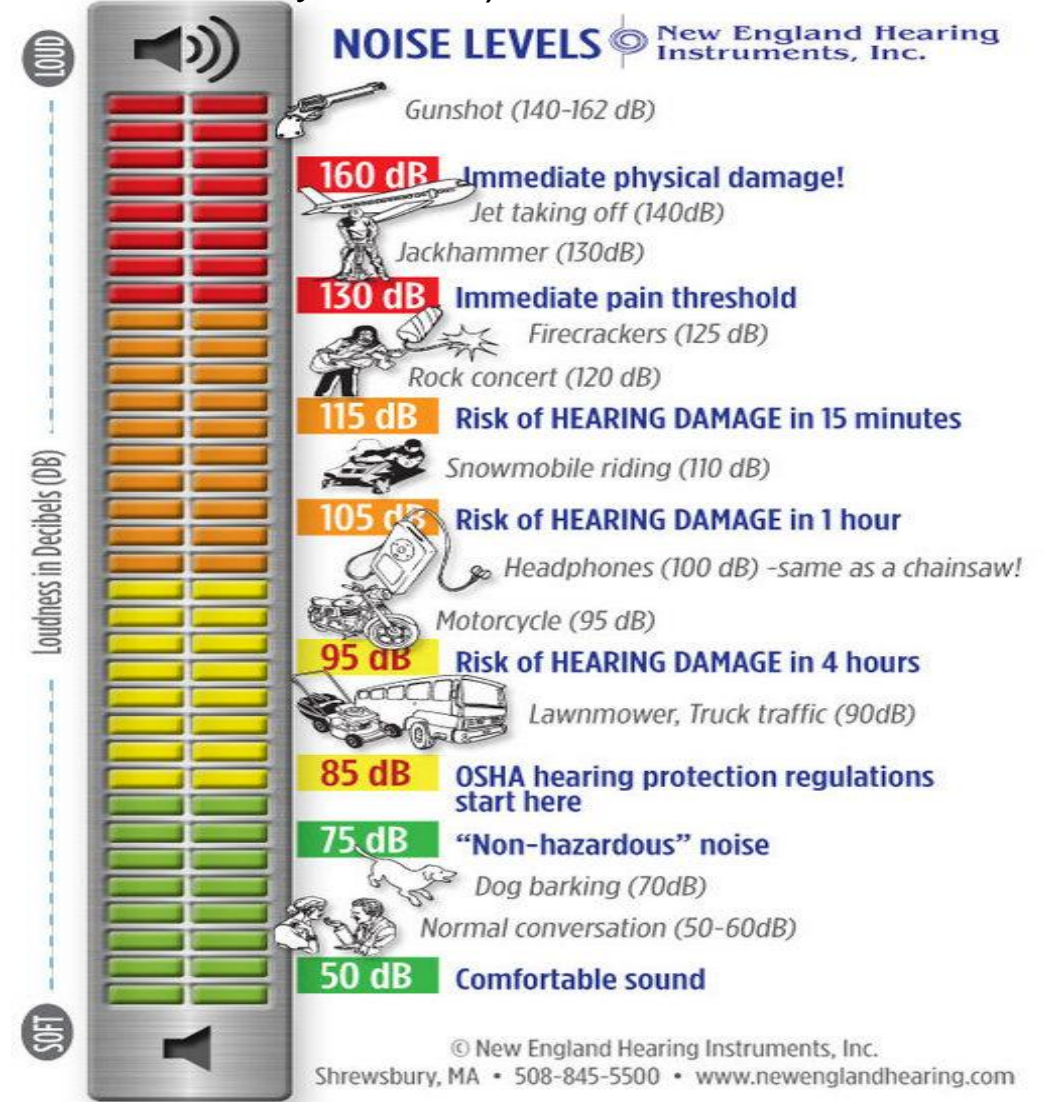 LOUD
NOISE LEVELS
New England Hearing
Instruments, Inc.
Gunshot (140-162 dB)
160 dB Immediate physical damage!
Jet taking off (140dB)
Jackhammer (130dB)
130 dB Immediate pain threshold
Firecrackers (125 dB)
Rock concert (120 dB)
115 dB Risk of HEARING DAMAGE in 15 minutes
Snowmobile riding (110 dB)
105 dB Risk of HEARING DAMAGE in 1 hour
Headphones (100 dB) -same as a chainsaw!
Motorcycle (95 dB)
95 dB Risk of HEARING DAMAGE in 4 hours
Lawnmower, Truck traffic (90dB)
85 dB OSHA hearing protection regulations
start here
75 dB “Non-hazardous” noise
Dog barking (70dB)
Normal conversation (50-60dB)
50 dB Comfortable sound
Loudness in Decibels (DB)
SOFT
© New England Hearing Instruments, Inc.
Shrewsbury, MA • 508-845-5500 • www.newenglandhearing.com